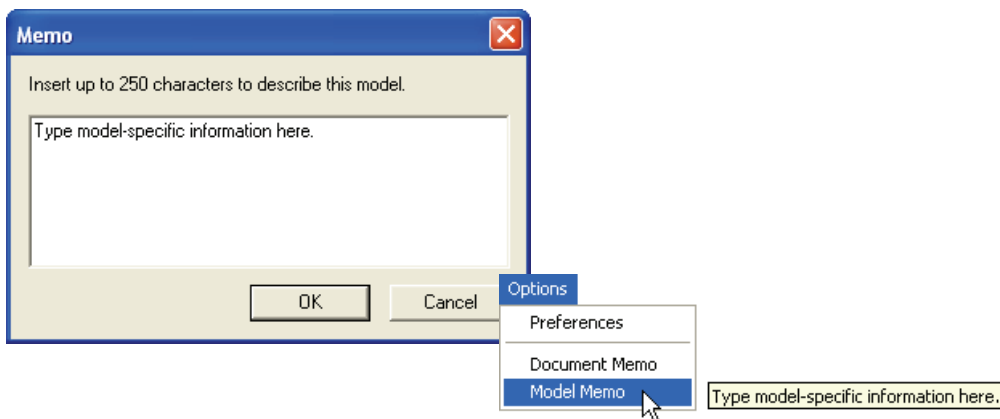 Memo
Insert up to 250 characters to describe this model.
Type model-specific information here.
OK
Cancel
Options
Preferences
Document Memo
Model Memo
Type model-specific information here.